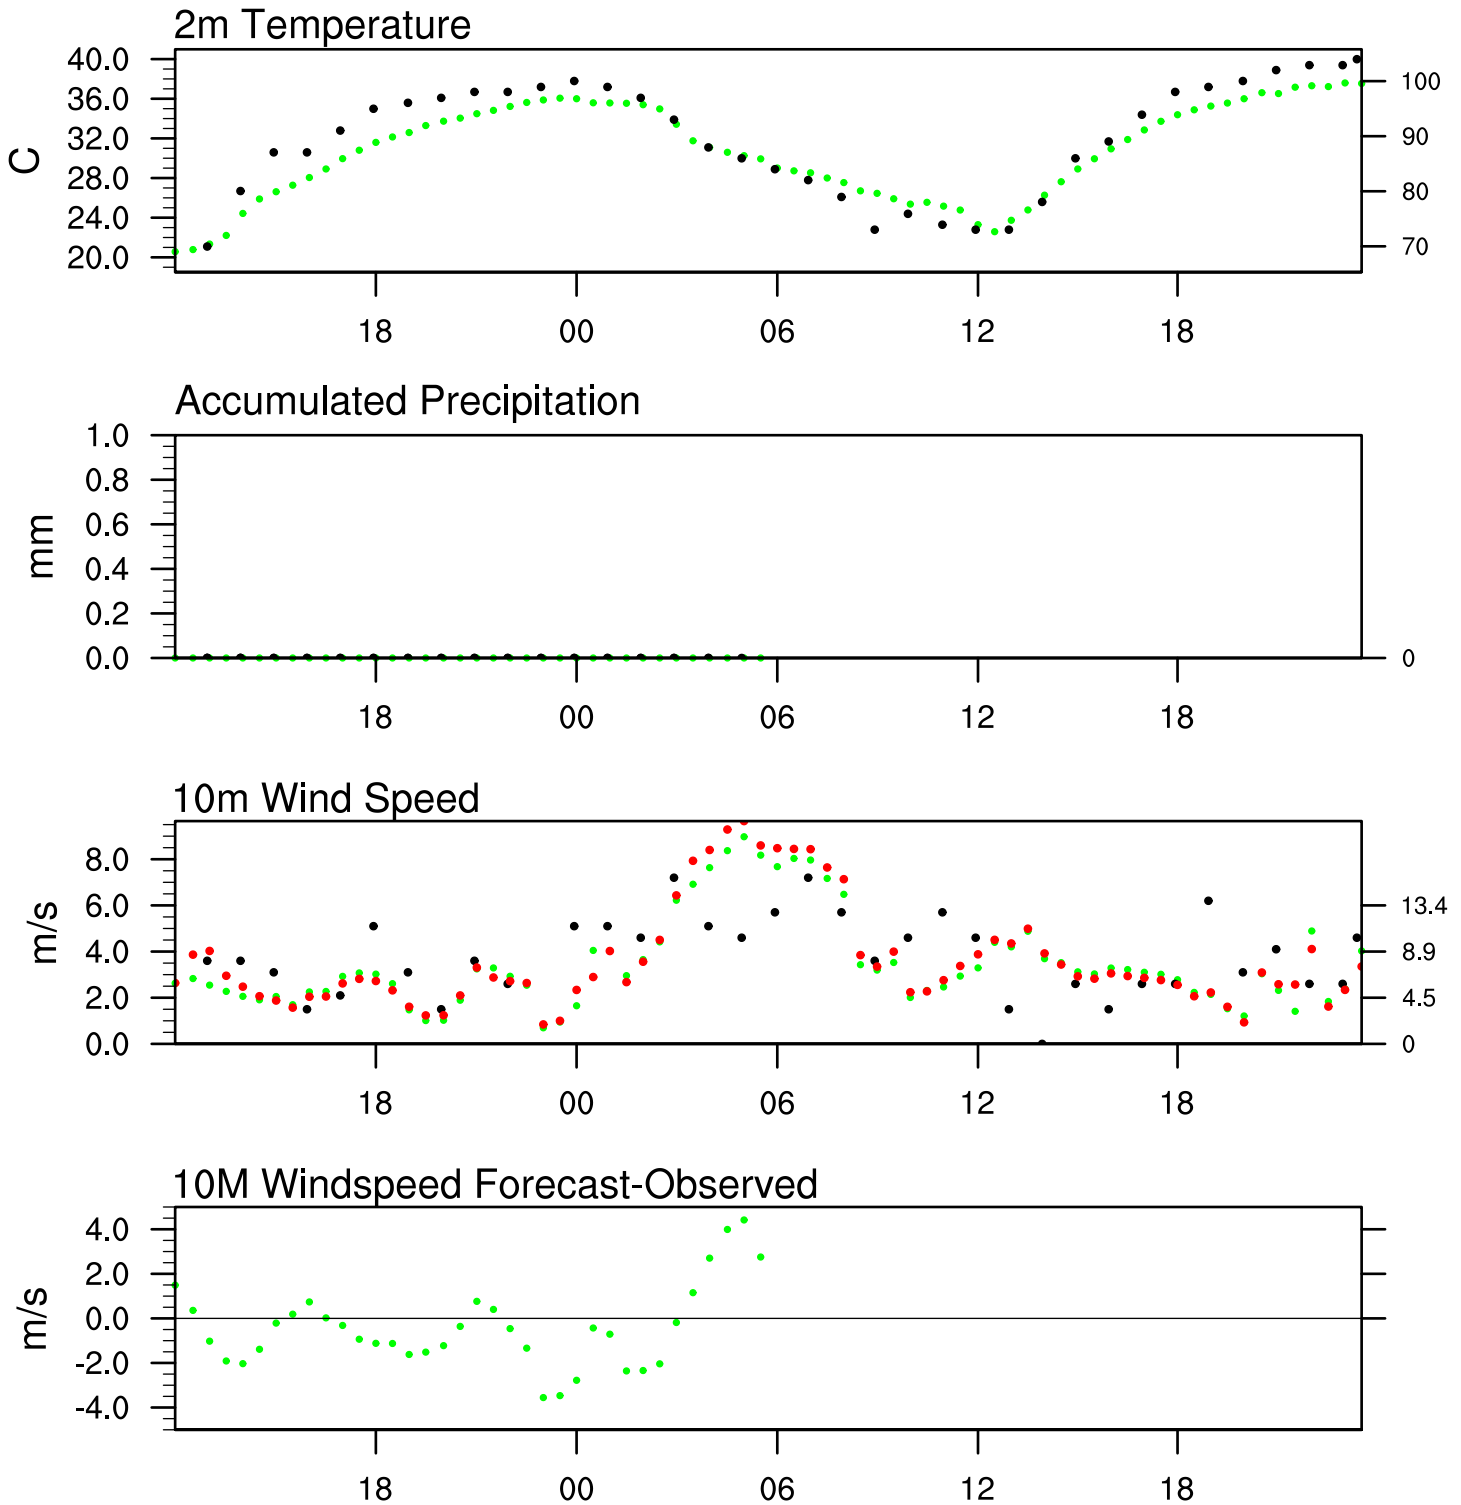 2m Temperature
40.0
36.0
32.0
28.0
24.0
20.0
C
100
90
80
70
18 00 06 12 18
Accumulated Precipitation
1.0
0.8
0.6
0.4
0.2
0.0
mm
0
18 00 06 12 18
10m Wind Speed
8.0
6.0
4.0
2.0
0.0
m/s
13.4
8.9
4.5
0
18 00 06 12 18
10M Windspeed Forecast-Observed
4.0
2.0
0.0
-2.0
-4.0
m/s
18 00 06 12 18